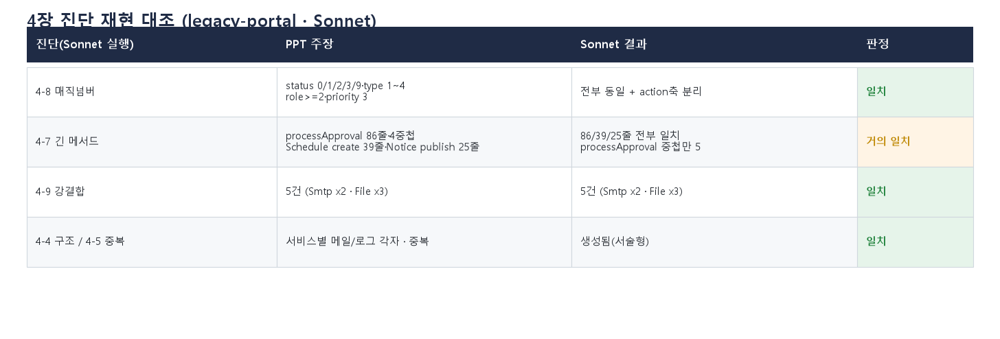 4장 진단 재현 대조 (legacy-portal · Sonnet)
진단(Sonnet 실행) PPT 주장 Sonnet 결과 판정
4-8 매직넘버
status 0/1/2/3/9·type 1~4
role>=2·priority 3
전부 동일 + action축 분리
일치
4-7 긴 메서드
processApproval 86줄·4중첩
Schedule create 39줄·Notice publish 25줄
86/39/25줄 전부 일치
processApproval 중첩만 5
거의 일치
4-9 강결합
5건 (Smtp x2 · File x3)
5건 (Smtp x2 · File x3)
일치
4-4 구조 / 4-5 중복
서비스별 메일/로그 각자 · 중복
생성됨(서술형)
일치